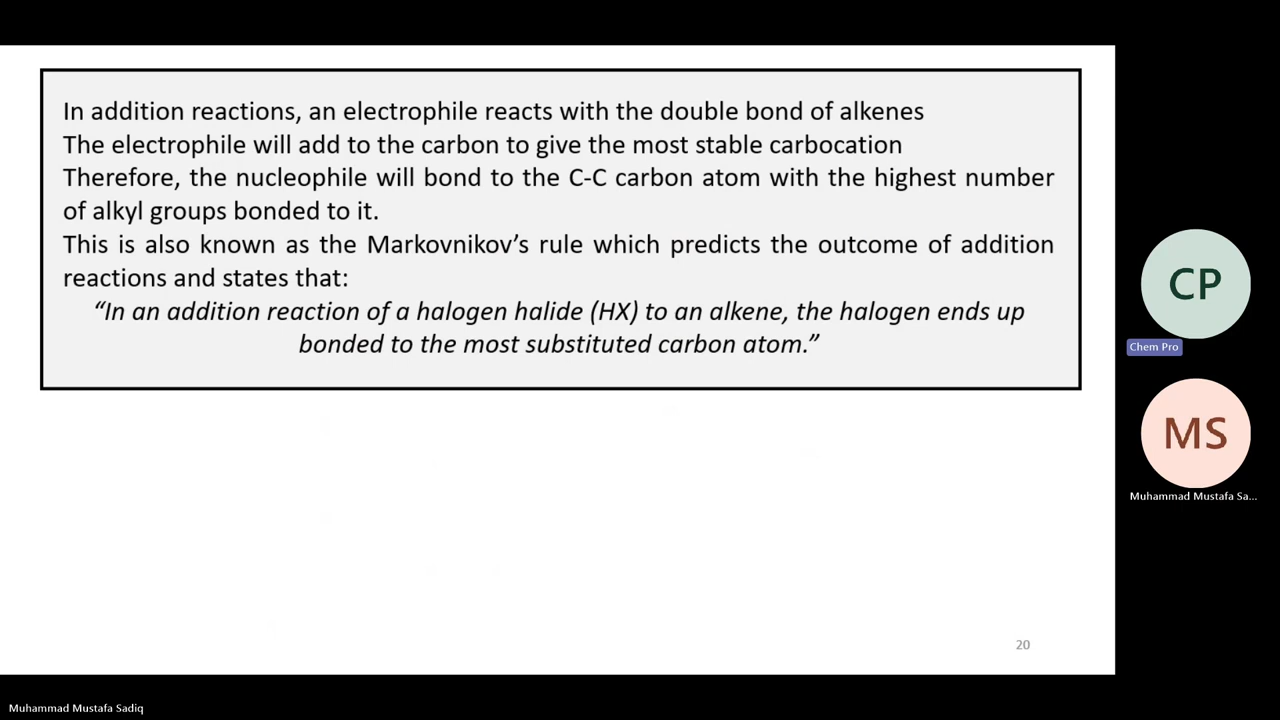 In addition reactions, an electrophile reacts with the double bond of alkenes
The electrophile will add to the carbon to give the most stable carbocation
Therefore, the nucleophile will bond to the C-C carbon atom with the highest number
of alkyl groups bonded to it.
This is also known as the Markovnikov’s rule which predicts the outcome of addition
reactions and states that:
“In an addition reaction of a halogen halide (HX) to an alkene, the halogen ends up
bonded to the most substituted carbon atom.”
20
CP
Chem Pro
MS
Muhammad Mustafa Sa...
Muhammad Mustafa Sadiq